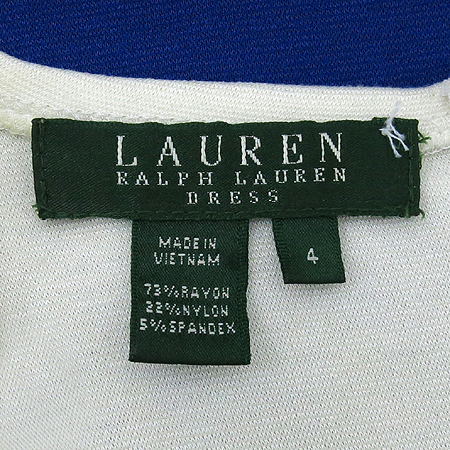 LAUREN
RALPH LAUREN
DRESS
MADE IN
VIETNAM
4
73% RAYON
22% NYLON
5% SPANDEX